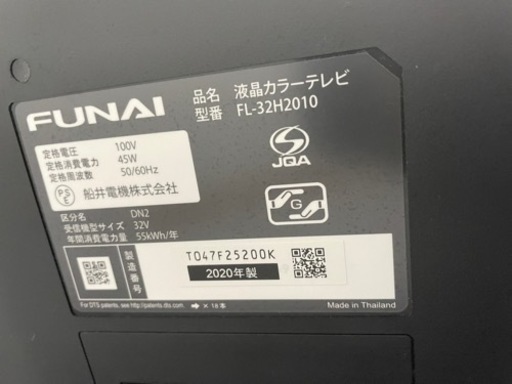 FUNAI
品名 液晶カラーテレビ
型番 FL-32H2010
定格電圧 100V
定格消費電力 45W
定格周波数 50/60Hz
PS
E
船井電機株式会社
JQA
G
区分名 DN2
受信機型サイズ 32V
年間消費電力量 55kWh/年
製造番号
T047F25200K
2020年製
For DTS patents, see http://patents.dts.com.
→ × 18本
Made in Thailand